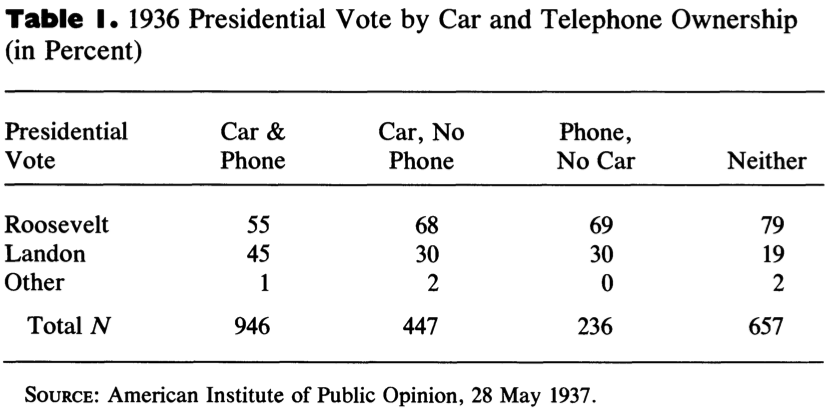 Table 1. 1936 Presidential Vote by Car and Telephone Ownership
(in Percent)
Presidential Car & Car, No Phone,
Vote Phone Phone No Car Neither
Roosevelt 55 68 69 79
Landon 45 30 30 19
Other 1 2 0 2
Total N 946 447 236 657
SOURCE: American Institute of Public Opinion, 28 May 1937.